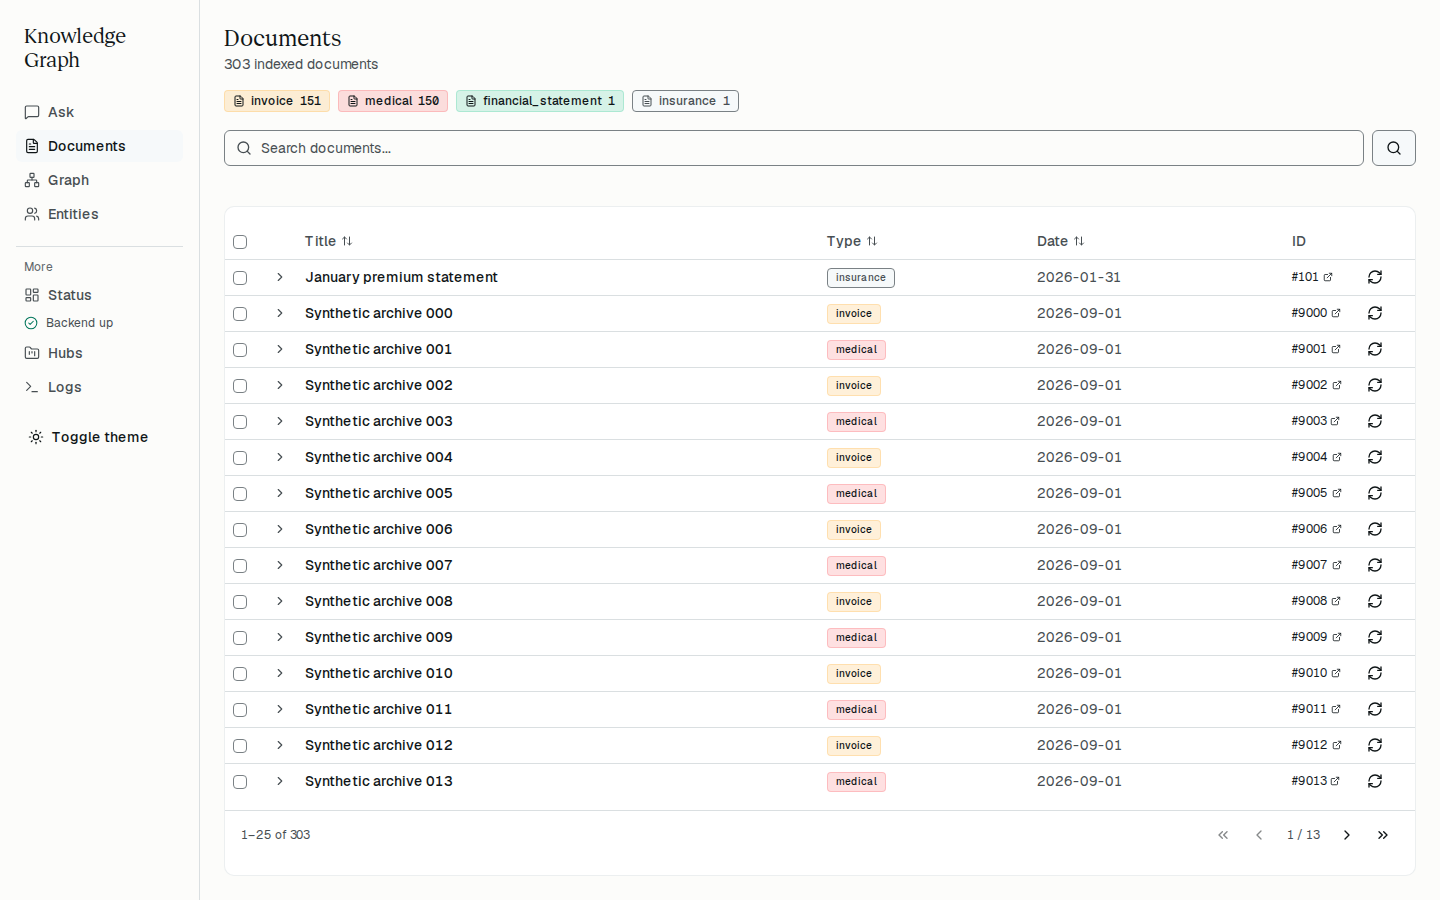 Knowledge
Graph
Ask
Documents
Graph
Entities
More
Status
Backend up
Hubs
Logs
Toggle theme
Documents
303 indexed documents
invoice 151
medical 150
financial_statement 1
insurance 1
Search documents...
Title Type Date ID
January premium statement insurance 2026-01-31 #101
Synthetic archive 000 invoice 2026-09-01 #9000
Synthetic archive 001 medical 2026-09-01 #9001
Synthetic archive 002 invoice 2026-09-01 #9002
Synthetic archive 003 medical 2026-09-01 #9003
Synthetic archive 004 invoice 2026-09-01 #9004
Synthetic archive 005 medical 2026-09-01 #9005
Synthetic archive 006 invoice 2026-09-01 #9006
Synthetic archive 007 medical 2026-09-01 #9007
Synthetic archive 008 invoice 2026-09-01 #9008
Synthetic archive 009 medical 2026-09-01 #9009
Synthetic archive 010 invoice 2026-09-01 #9010
Synthetic archive 011 medical 2026-09-01 #9011
Synthetic archive 012 invoice 2026-09-01 #9012
Synthetic archive 013 medical 2026-09-01 #9013
1–25 of 303
1 / 13